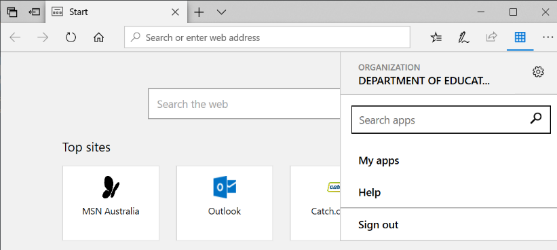 Start
Search or enter web address
ORGANIZATION
DEPARTMENT OF EDUCAT...
Search the web
Search apps
My apps
Help
Sign out
Top sites
MSN Australia
Outlook
Catch.c